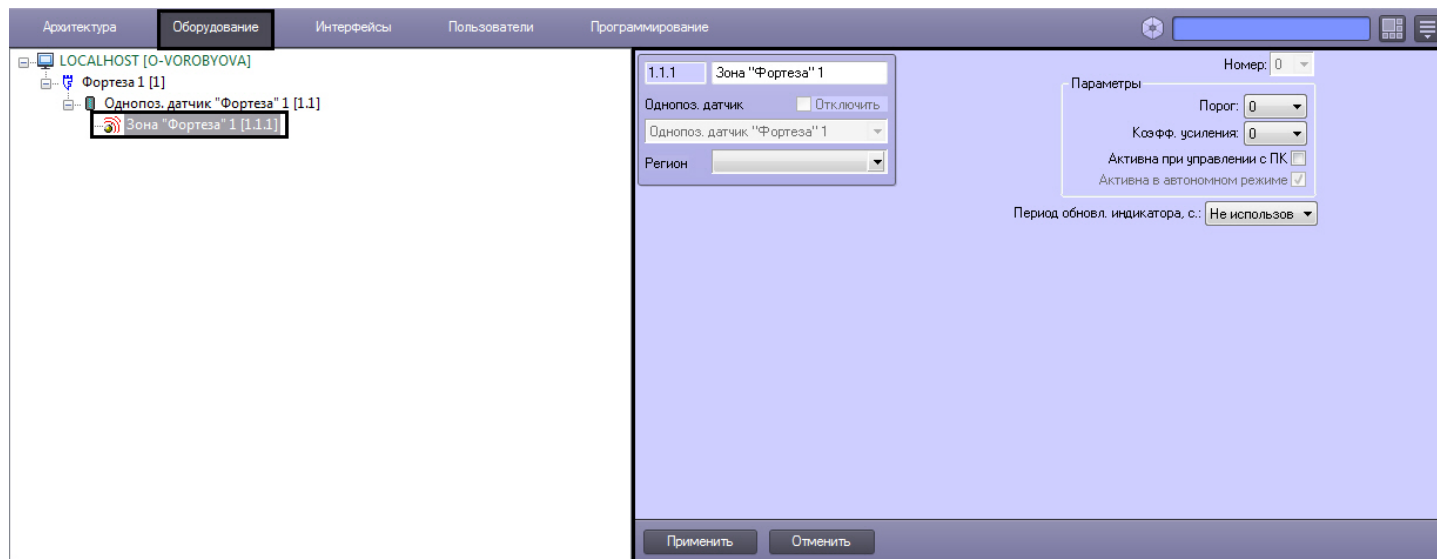 Архитектура Оборудование Интерфейсы Пользователи Программирование
LOCALHOST [O-VOROBYOVA]
Фортеза 1 [1]
Однопоз. датчик "Фортеза" 1 [1.1]
Зона "Фортеза" 1 [1.1.1]
1.1.1 Зона "Фортеза" 1
Однопоз. датчик Отключить
Однопоз. датчик "Фортеза" 1
Регион
Номер: 0
Параметры
Порог: 0
Коэфф. усиления: 0
Активна при управлении с ПК
Активна в автономном режиме
Период обновл. индикатора, с.: Не использов
Применить Отменить